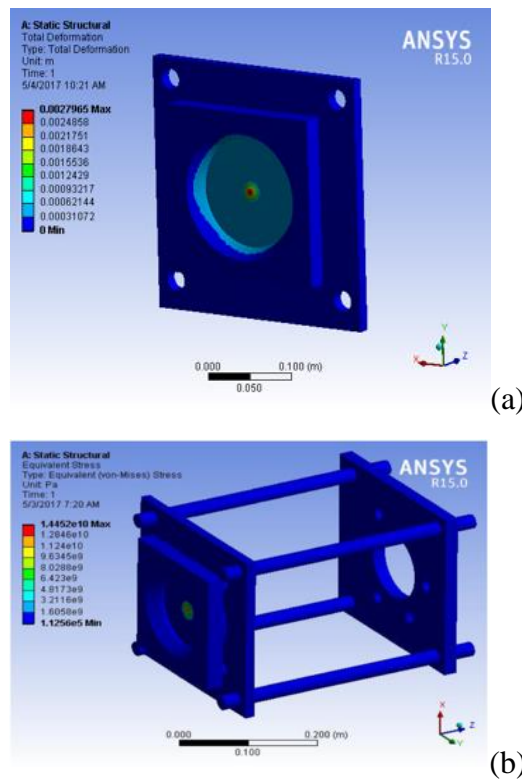 A: Static Structural
Total Deformation
Type: Total Deformation
Unit: m
Time: 1
5/4/2017 10:21 AM
0.0027965 Max
0.0024858
0.0021751
0.0018643
0.0015536
0.0012429
0.00093217
0.00062144
0.00031072
0 Min
ANSYS
R15.0
Y
X
Z
0.000
0.100 (m)
0.050
(a)
A: Static Structural
Equivalent Stress
Type: Equivalent (von-Mises) Stress
Unit: Pa
Time: 1
5/3/2017 7:20 AM
1.4452e10 Max
1.2846e10
1.124e10
9.6345e9
8.0288e9
6.423e9
4.8173e9
3.2116e9
1.6058e9
1.1256e5 Min
ANSYS
R15.0
X
Z
Y
0.000
0.200 (m)
0.100
(b)